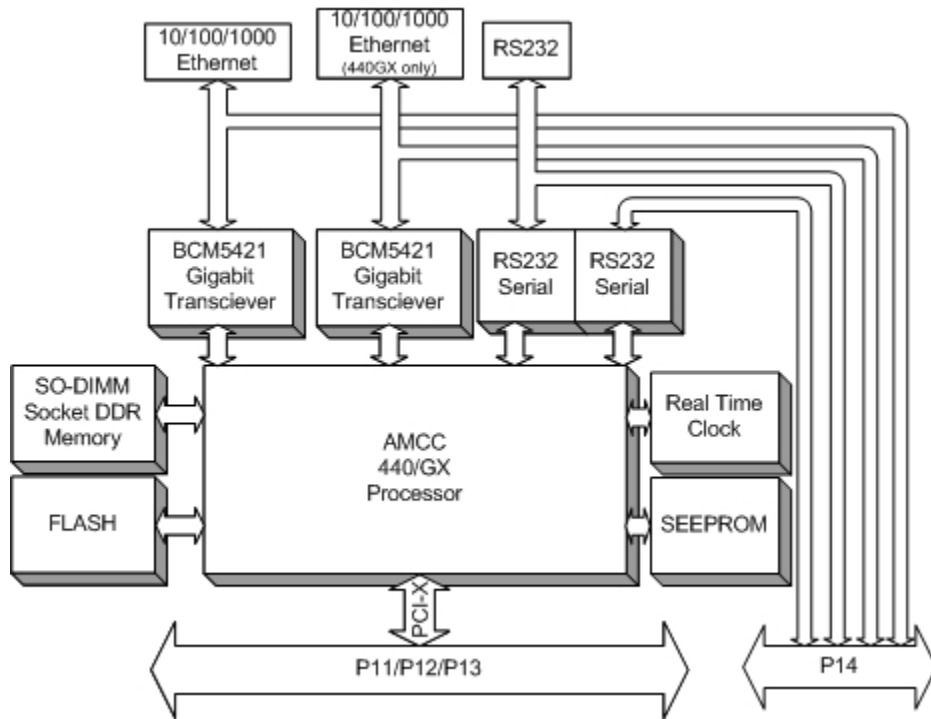 10/100/1000
Ethernet
10/100/1000
Ethernet
(440GX only)
RS232
BCM5421
Gigabit
Transciever
BCM5421
Gigabit
Transciever
RS232
Serial
RS232
Serial
SO-DIMM
Socket DDR
Memory
FLASH
AMCC
440/GX
Processor
Real Time
Clock
SEEPROM
PCI-X
P11/P12/P13
P14